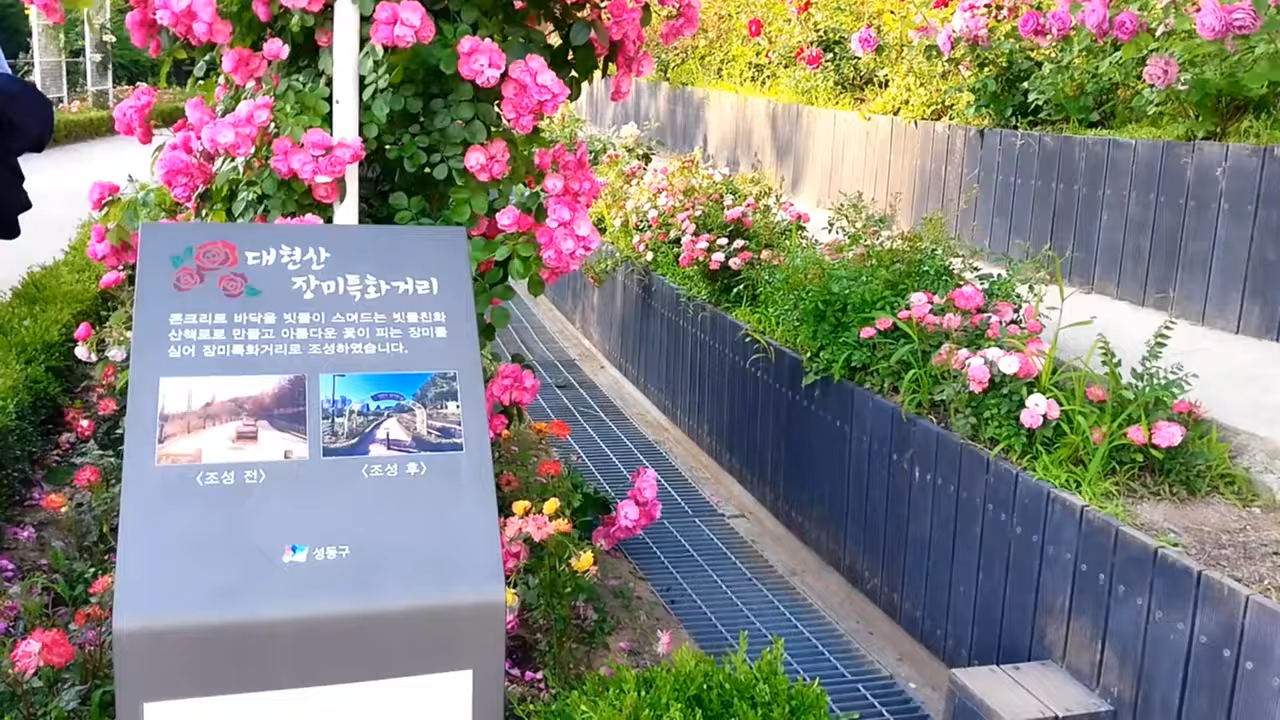 대현산
장미특화거리
콘크리트 바닥을 빗물이 스며드는 빗물친화
산책로로 만들고 아름다운 꽃이 피는 장미를
심어 장미특화거리로 조성하였습니다.
<조성 전>
<조성 후>
성동구